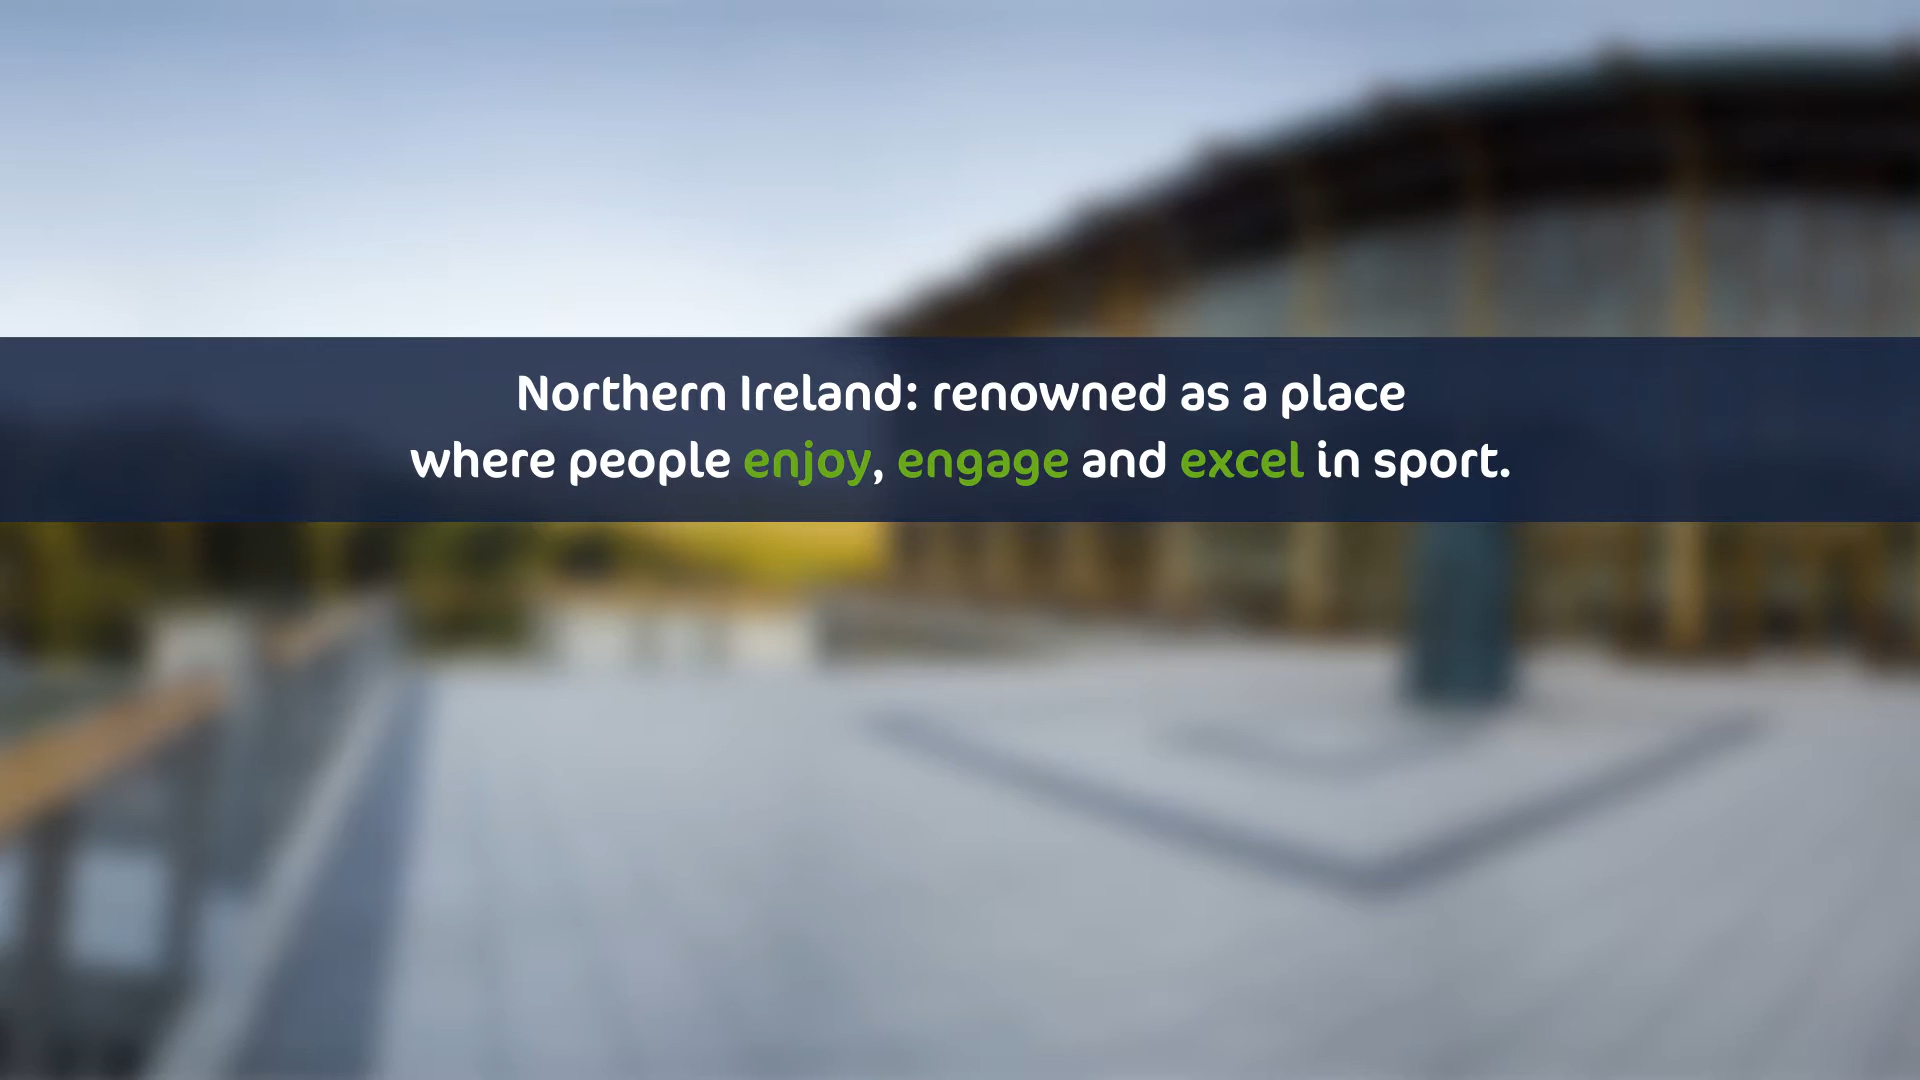 Northern Ireland: renowned as a place
where people enjoy, engage and excel in sport.